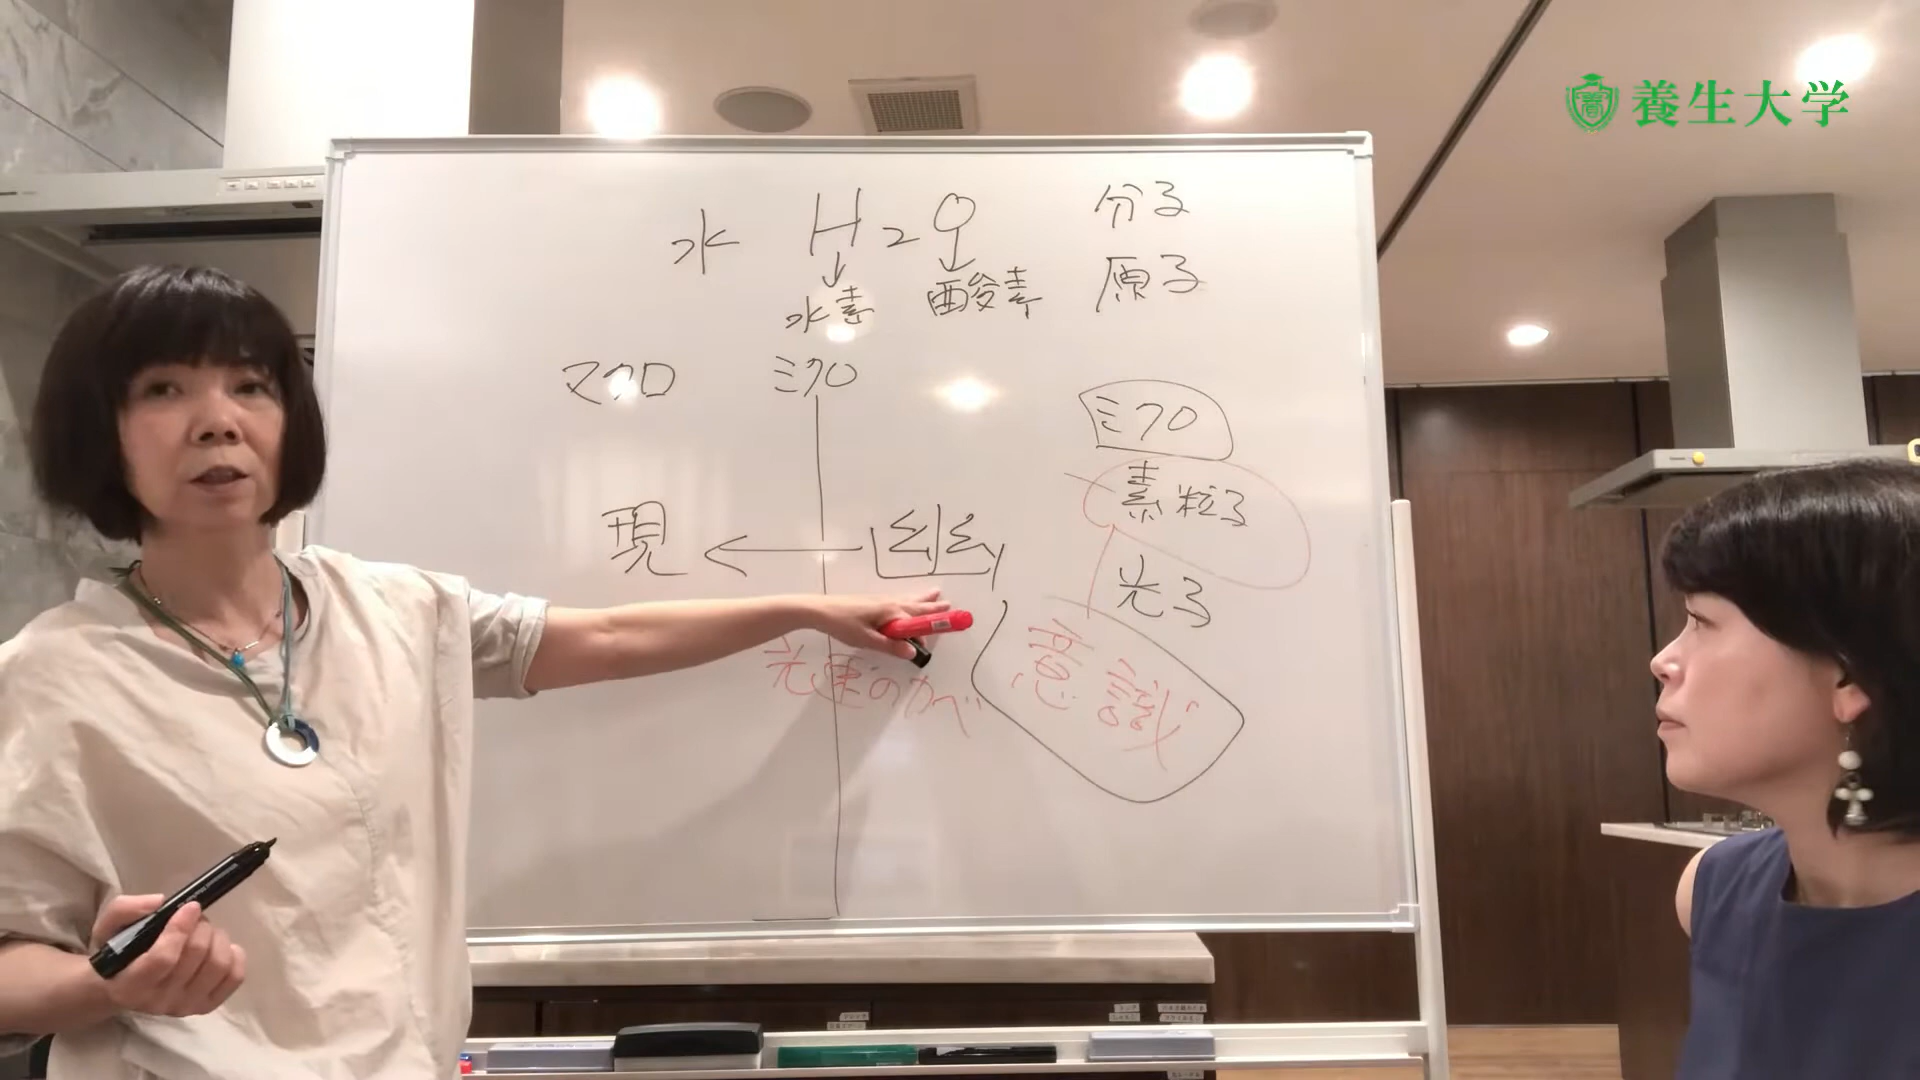 養生大学
水 H2O 分子
水素 酸素 原子
マクロ ミクロ
ミクロ
素粒子
現 幽
光子
光速のかべ 意識